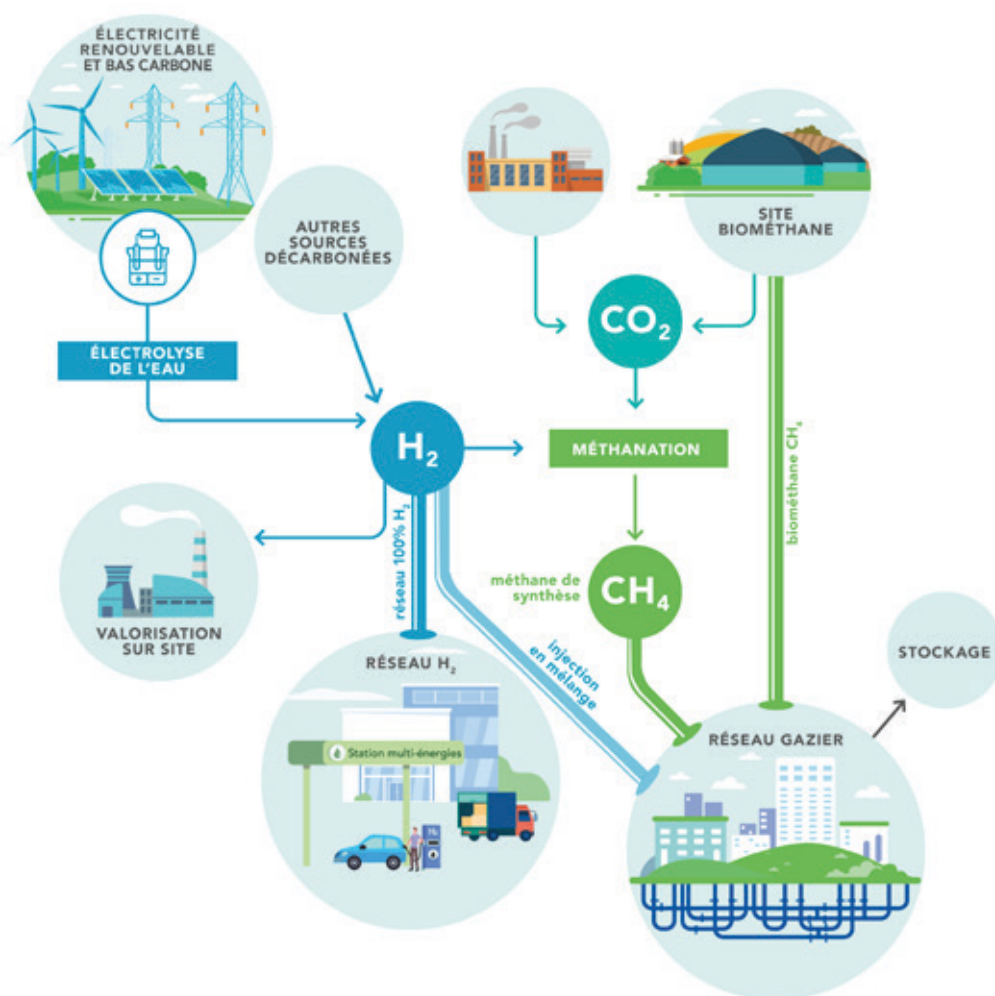 ÉLECTRICITÉ
RENOUVELABLE
ET BAS CARBONE
AUTRES
SOURCES
DÉCARBONÉES
SITE
BIOMÉTHANE
CO₂
ÉLECTROLYSE
DE L'EAU
H₂
MÉTHANATION
biométhane CH₄
réseau 100% H₂
méthane de
synthèse
CH₄
injection
en mélange
VALORISATION
SUR SITE
STOCKAGE
RÉSEAU H₂
Station multi-énergies
H₂
RÉSEAU GAZIER